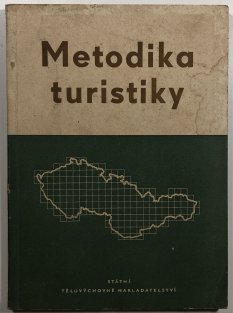 Metodika
turistiky
STÁTNÍ
TĚLOVÝCHOVNÉ NAKLADATELSTVÍ